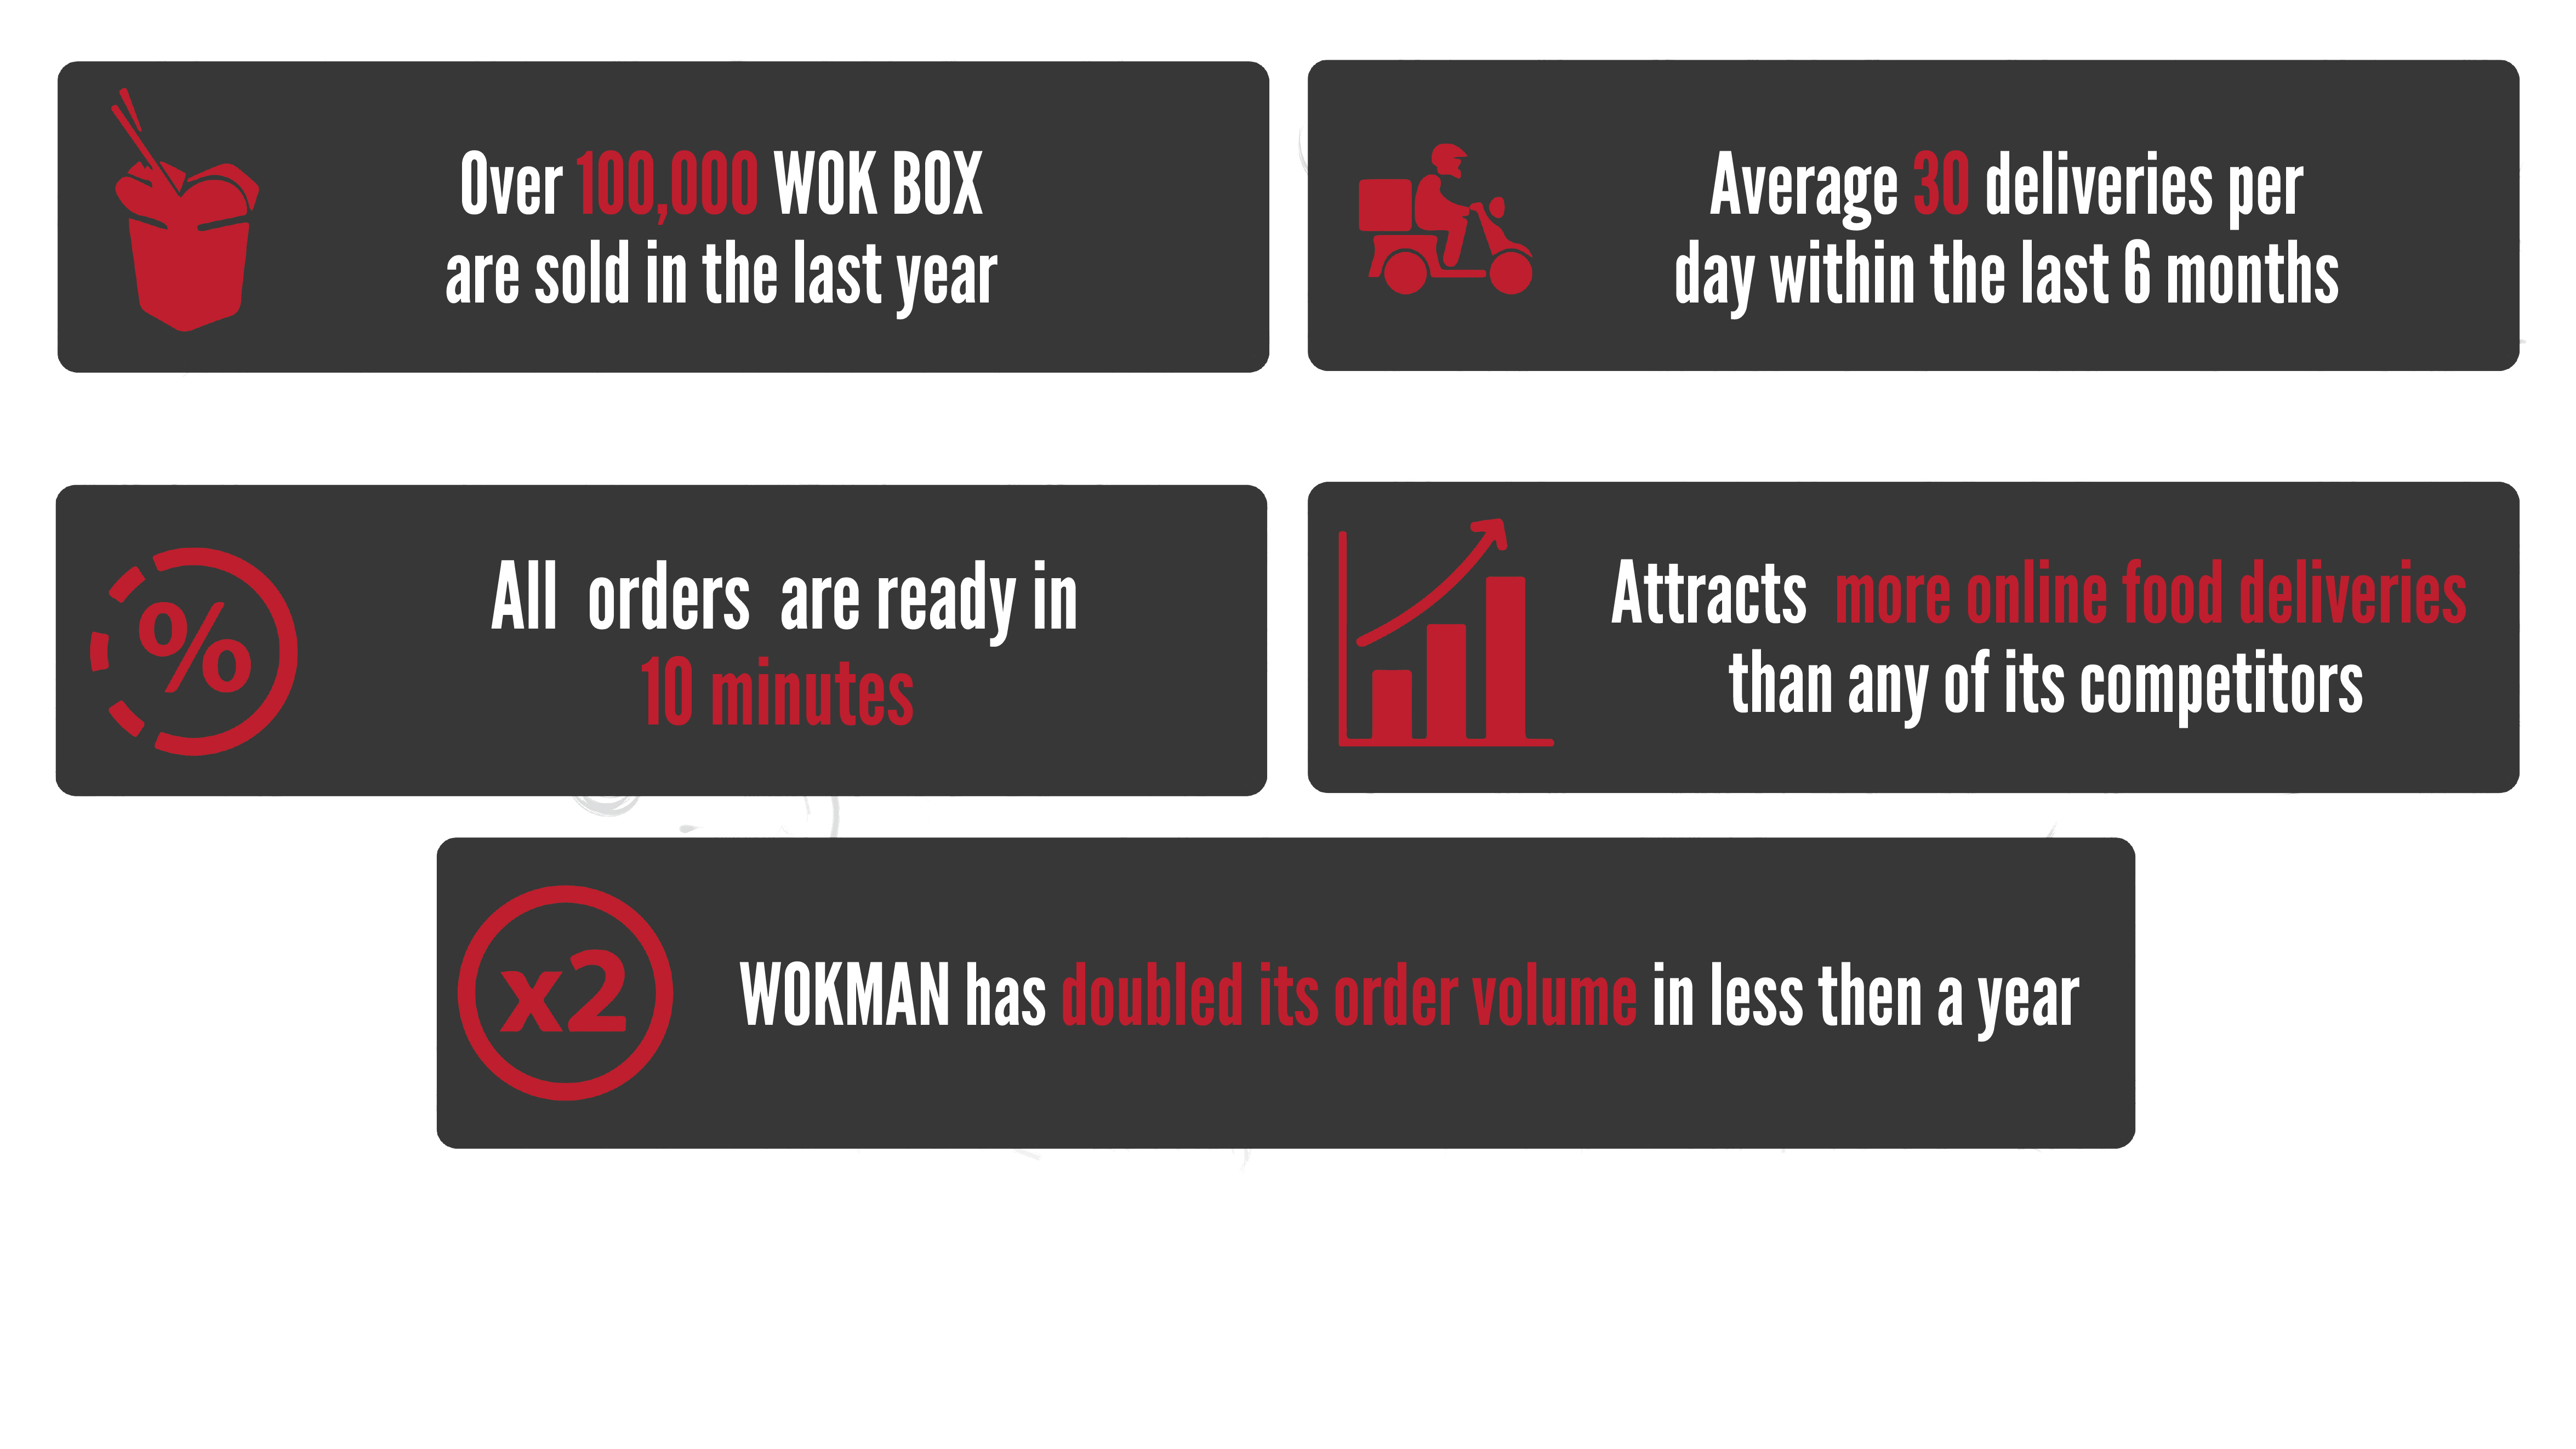 Over 100,000 WOK BOX
are sold in the last year
Average 30 deliveries per
day within the last 6 months
%
All orders are ready in
10 minutes
Attracts more online food deliveries
than any of its competitors
x2
WOKMAN has doubled its order volume in less then a year